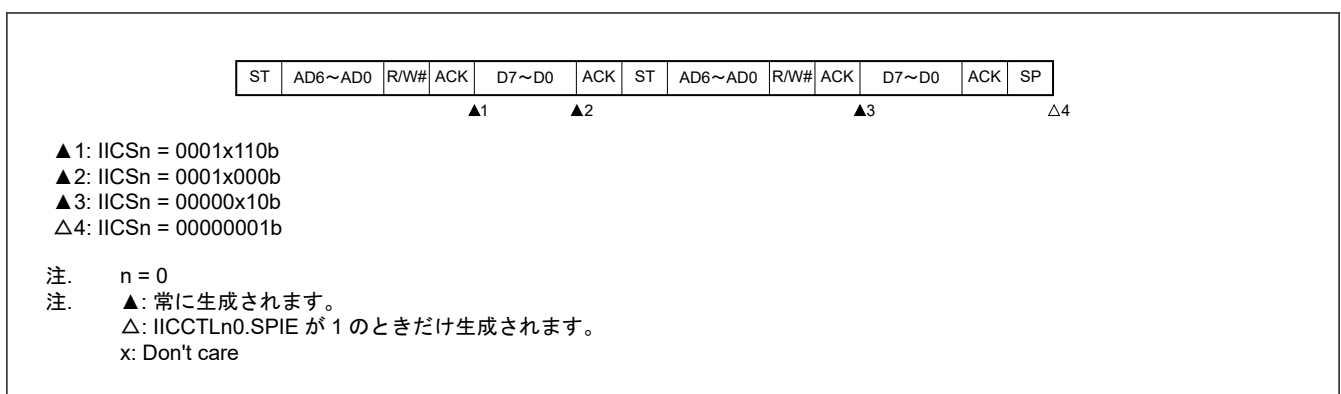 ST AD6～AD0 R/W# ACK D7～D0 ACK ST AD6～AD0 R/W# ACK D7～D0 ACK SP
▲1 ▲2 ▲3 △4
▲1: IICSn = 0001x110b
▲2: IICSn = 0001x000b
▲3: IICSn = 00000x10b
△4: IICSn = 00000001b
注. n = 0
注. ▲: 常に生成されます。
△: IICCTLn0.SPIE が 1 のときだけ生成されます。
x: Don't care